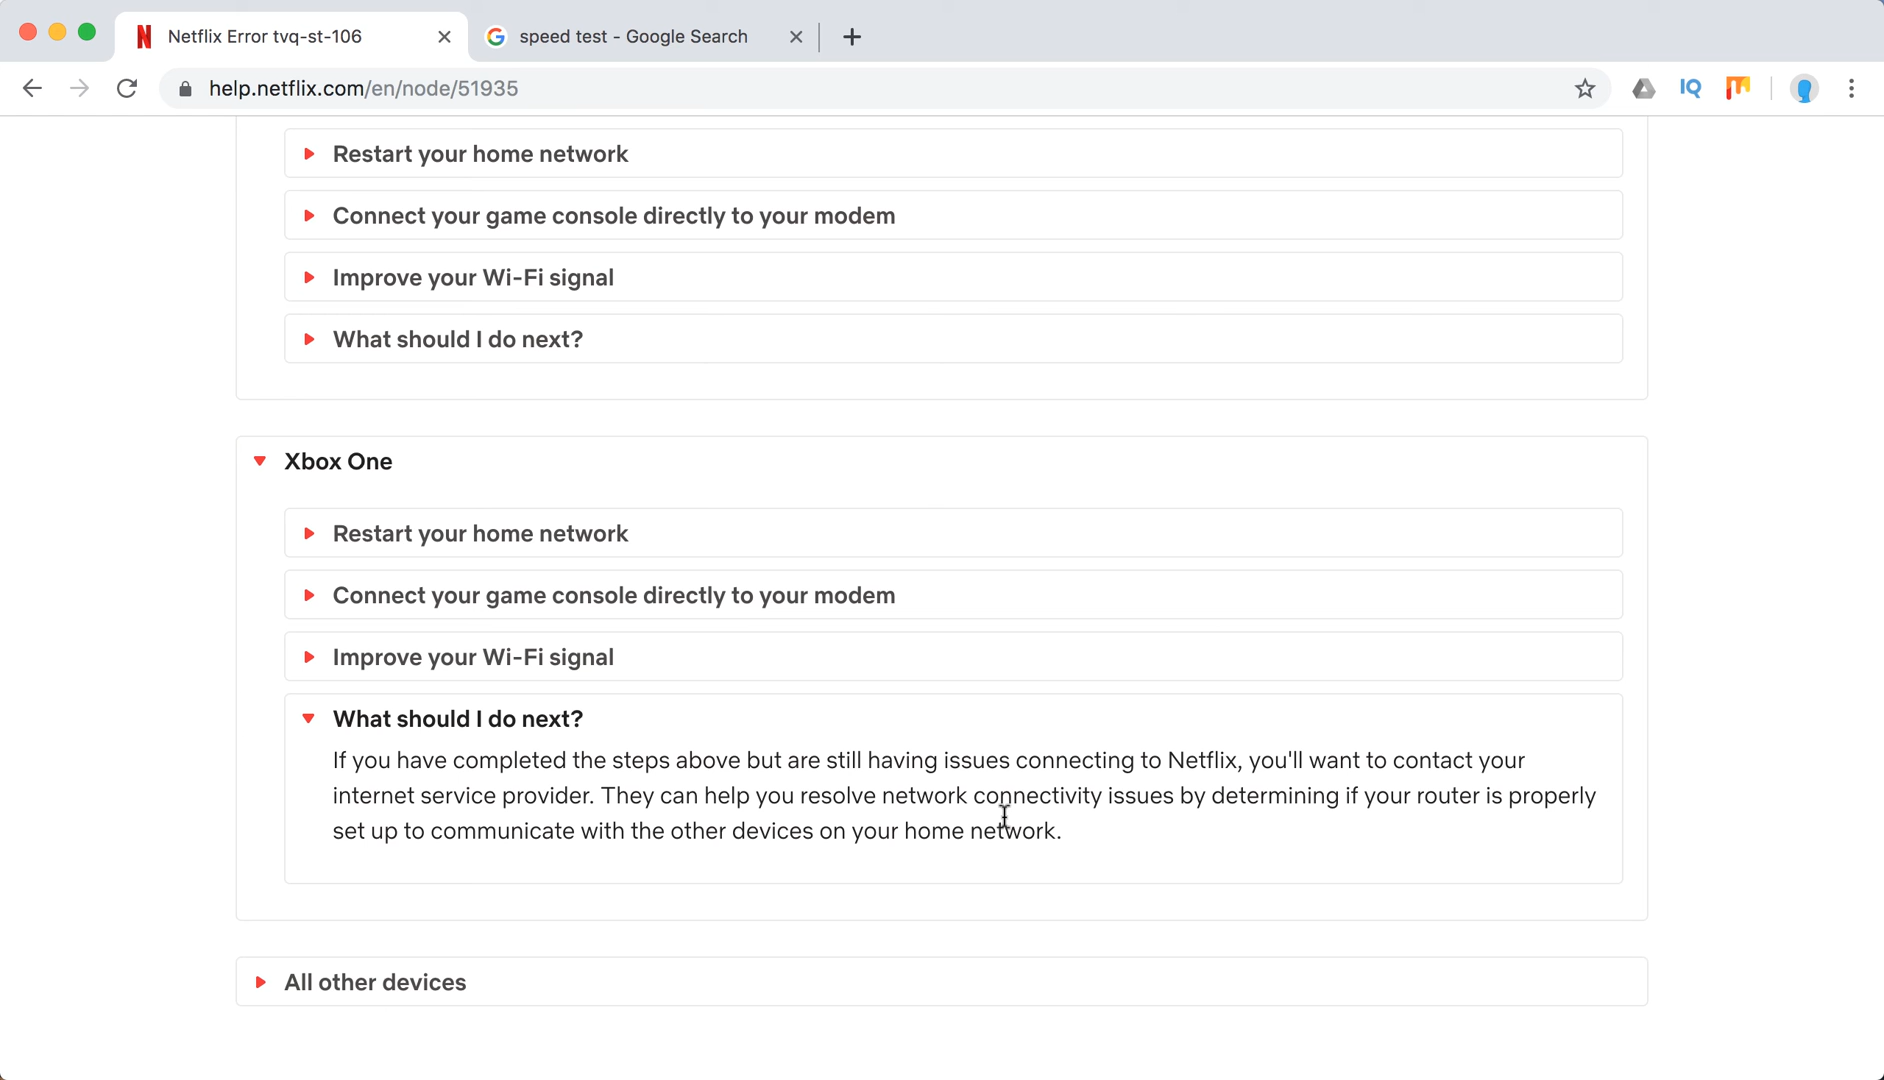 Netflix Error tvq-st-106
speed test - Google Search
help.netflix.com/en/node/51935
IQ
Restart your home network
Connect your game console directly to your modem
Improve your Wi-Fi signal
What should I do next?
Xbox One
Restart your home network
Connect your game console directly to your modem
Improve your Wi-Fi signal
What should I do next?
If you have completed the steps above but are still having issues connecting to Netflix, you'll want to contact your
internet service provider. They can help you resolve network connectivity issues by determining if your router is properly
set up to communicate with the other devices on your home network.
All other devices